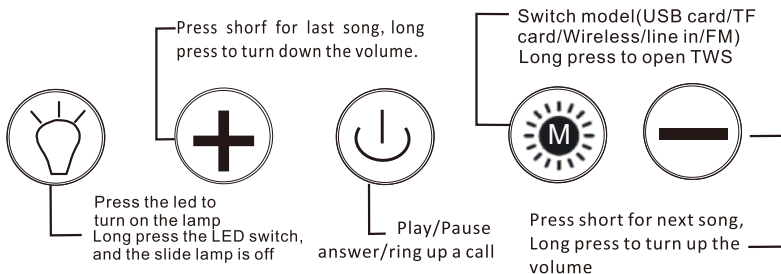 Press shorf for last song, long
press to turn down the volume.
Switch model(USB card/TF
card/Wireless/line in/FM)
Long press to open TWS
M
Press the led to
turn on the lamp
Long press the LED switch,
and the slide lamp is off
Play/Pause
answer/ring up a call
Press short for next song,
Long press to turn up the
volume